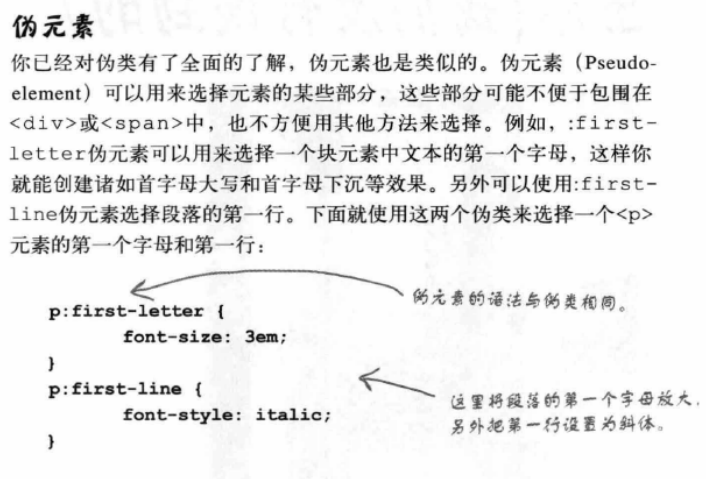 伪元素
你已经对伪类有了全面的了解，伪元素也是类似的。伪元素（Pseudo-
element）可以用来选择元素的某些部分，这些部分可能不便于包围在
<div>或<span>中，也不方便用其他方法来选择。例如，:first-
letter伪元素可以用来选择一个块元素中文本的第一个字母，这样你
就能创建诸如首字母大写和首字母下沉等效果。另外可以使用:first-
line伪元素选择段落的第一行。下面就使用这两个伪类来选择一个<p>
元素的第一个字母和第一行：
伪元素的语法与伪类相同。
p:first-letter {
font-size: 3em;
}
p:first-line {
font-style: italic;
}
这里将段落的第一个字母放大，
另外把第一行设置为斜体。